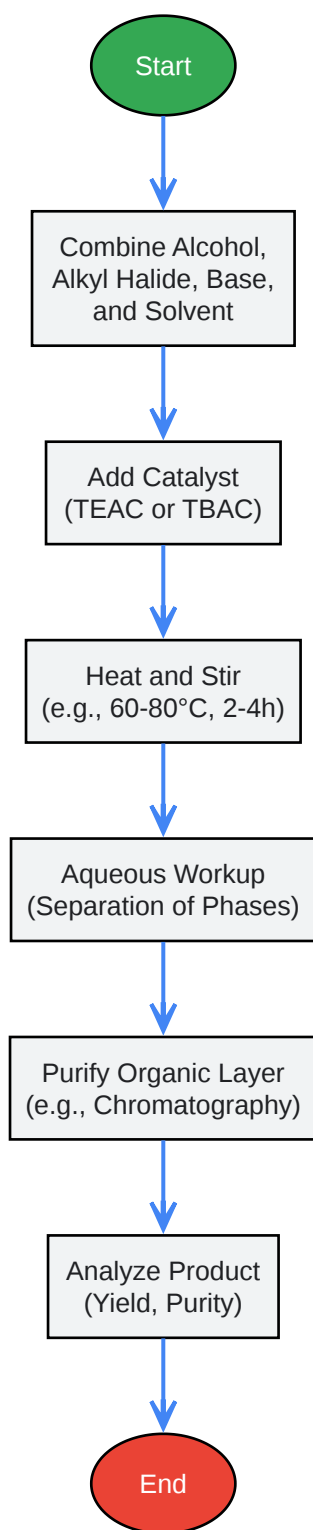 Start
Combine Alcohol,
Alkyl Halide, Base,
and Solvent
Add Catalyst
(TEAC or TBAC)
Heat and Stir
(e.g., 60-80°C, 2-4h)
Aqueous Workup
(Separation of Phases)
Purify Organic Layer
(e.g., Chromatography)
Analyze Product
(Yield, Purity)
End